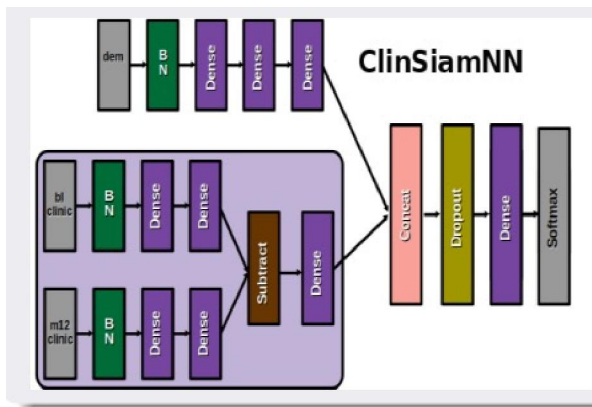 ClinSiamNN
dem
B
N
Dense
Dense
Dense
bl
clinic
B
N
Dense
Dense
m12
clinic
B
N
Dense
Dense
Subtract
Dense
Concat
Dropout
Dense
Softmax